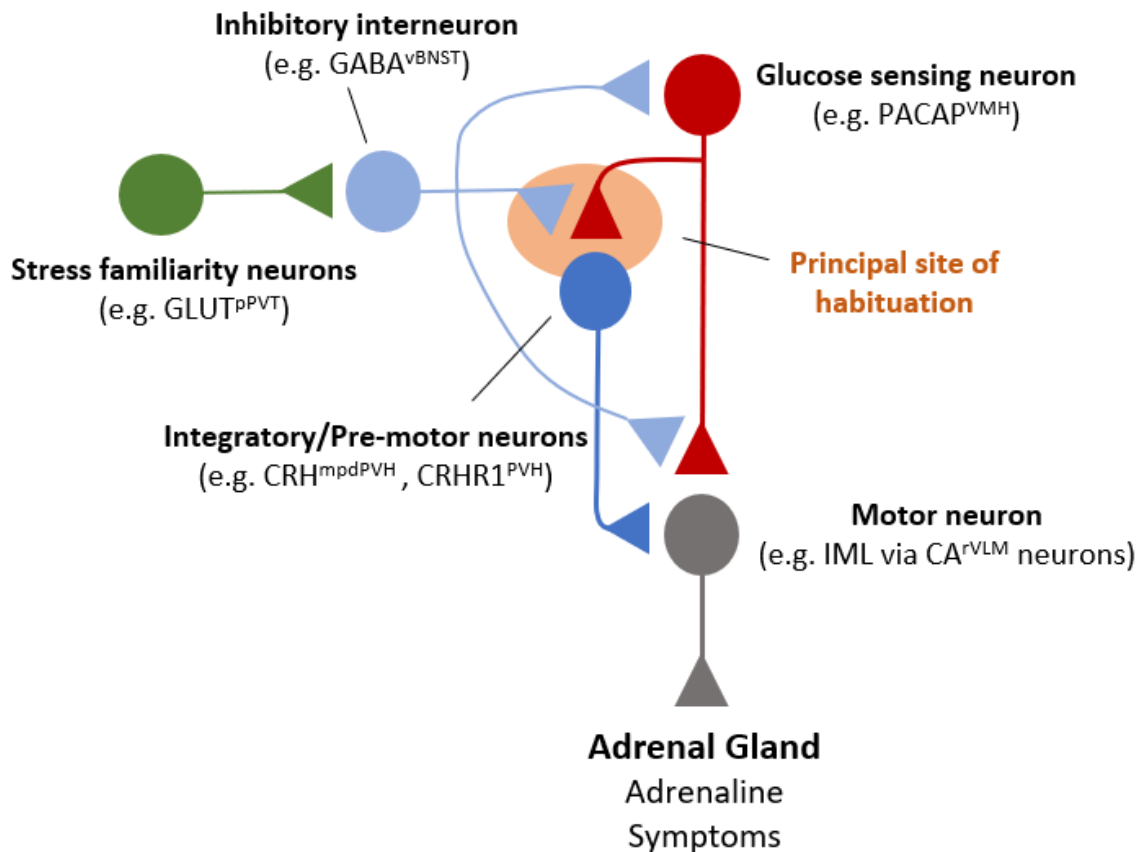 Inhibitory interneuron
(e.g. GABAvBNST)
Glucose sensing neuron
(e.g. PACAPVMH)
Stress familiarity neurons
(e.g. GLUTpPVT)
Principal site of
habituation
Integratory/Pre-motor neurons
(e.g. CRHmpdPVH , CRHR1PVH)
Motor neuron
(e.g. IML via CArVLM neurons)
Adrenal Gland
Adrenaline
Symptoms